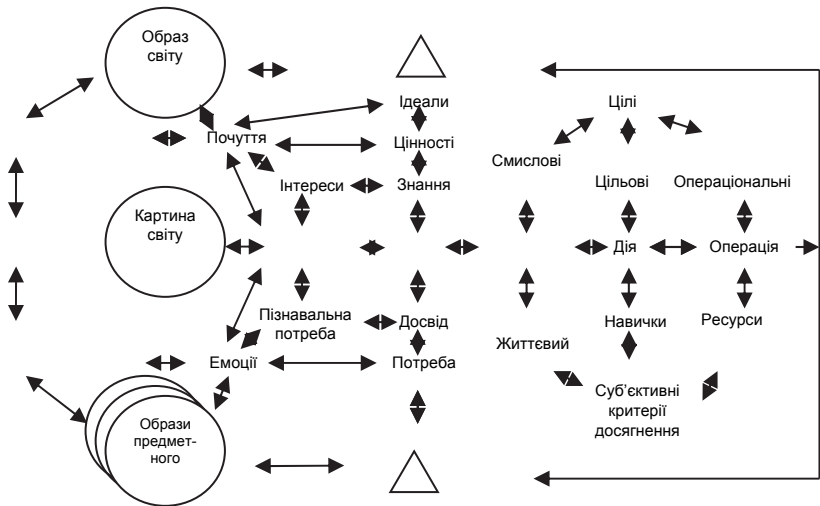 Образ
світу
Ідеали
Цілі
Почуття
Цінності
Смислові
Інтереси
Знання
Цільові
Операціональні
Картина
світу
Дія
Операція
Пізнавальна
потреба
Досвід
Навички
Ресурси
Життєвий
Емоції
Потреба
Суб’єктивні
критерії
досягнення
Образи
предмет-
ного